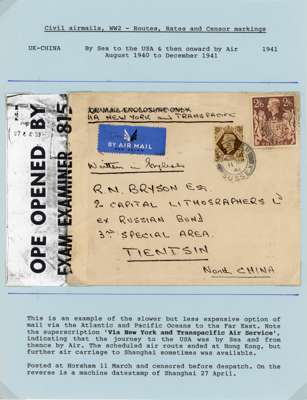 Civil airmails, WW2 - Routes, Rates and Censor markings
UK-CHINA By Sea to the USA & then onward by Air 1941
August 1940 to December 1941
OPENED BY
EXAMINER 815
VIA NEW YORK and TRANSPACIFIC
BY AIR MAIL
2/6
Written in English
R.N. BRYSON Esq
% CAPITAL LITHOGRAPHERS Ld
ex RUSSIAN BOND
3rd SPECIAL AREA.
TIENTSIN
North CHINA
This is an example of the slower but less expensive option of
mail via the Atlantic and Pacific Oceans to the Far East. Note
the superscription 'Via New York and Transpacific Air Service',
indicating that the journey to the USA was by Sea and from
thence by Air. The scheduled air route ended at Hong Kong, but
further air carriage to Shanghai sometimes was available.
Posted at Horsham 11 March and censored before despatch. On the
reverse is a machine datestamp of Shanghai 27 April.